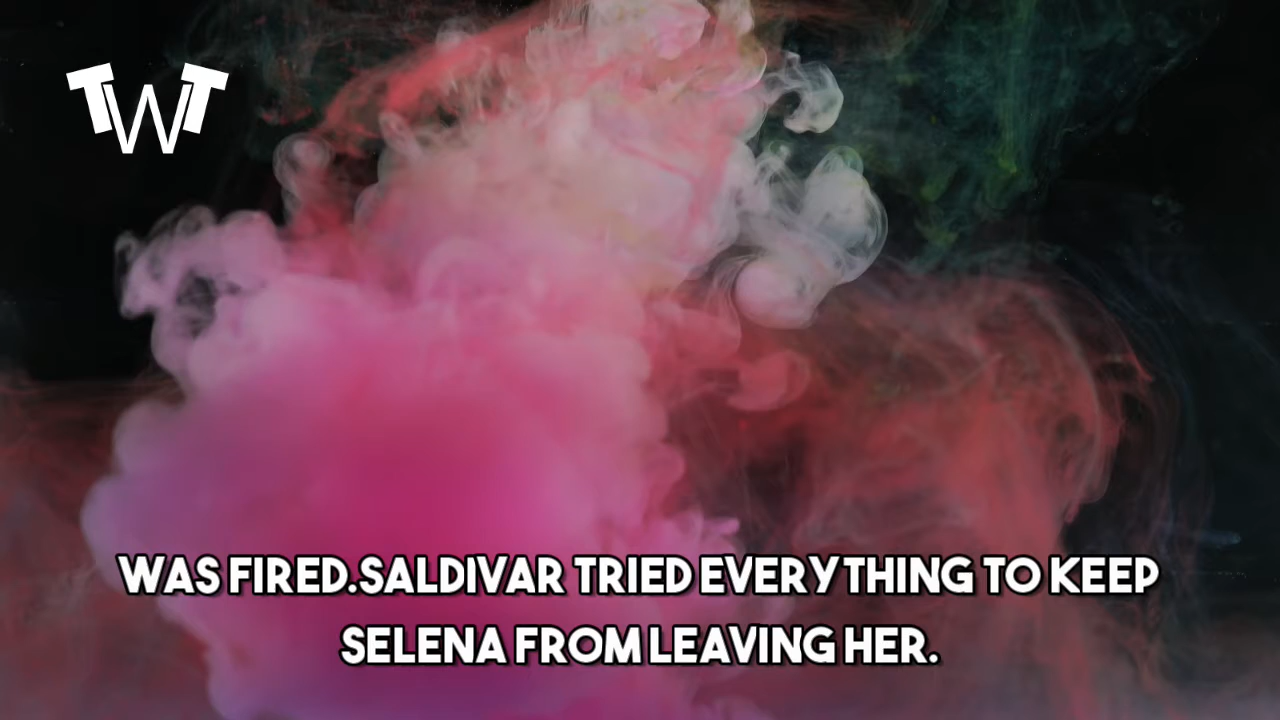 TWT
WAS FIRED.SALDIVAR TRIED EVERYTHING TO KEEP
SELENA FROM LEAVING HER.